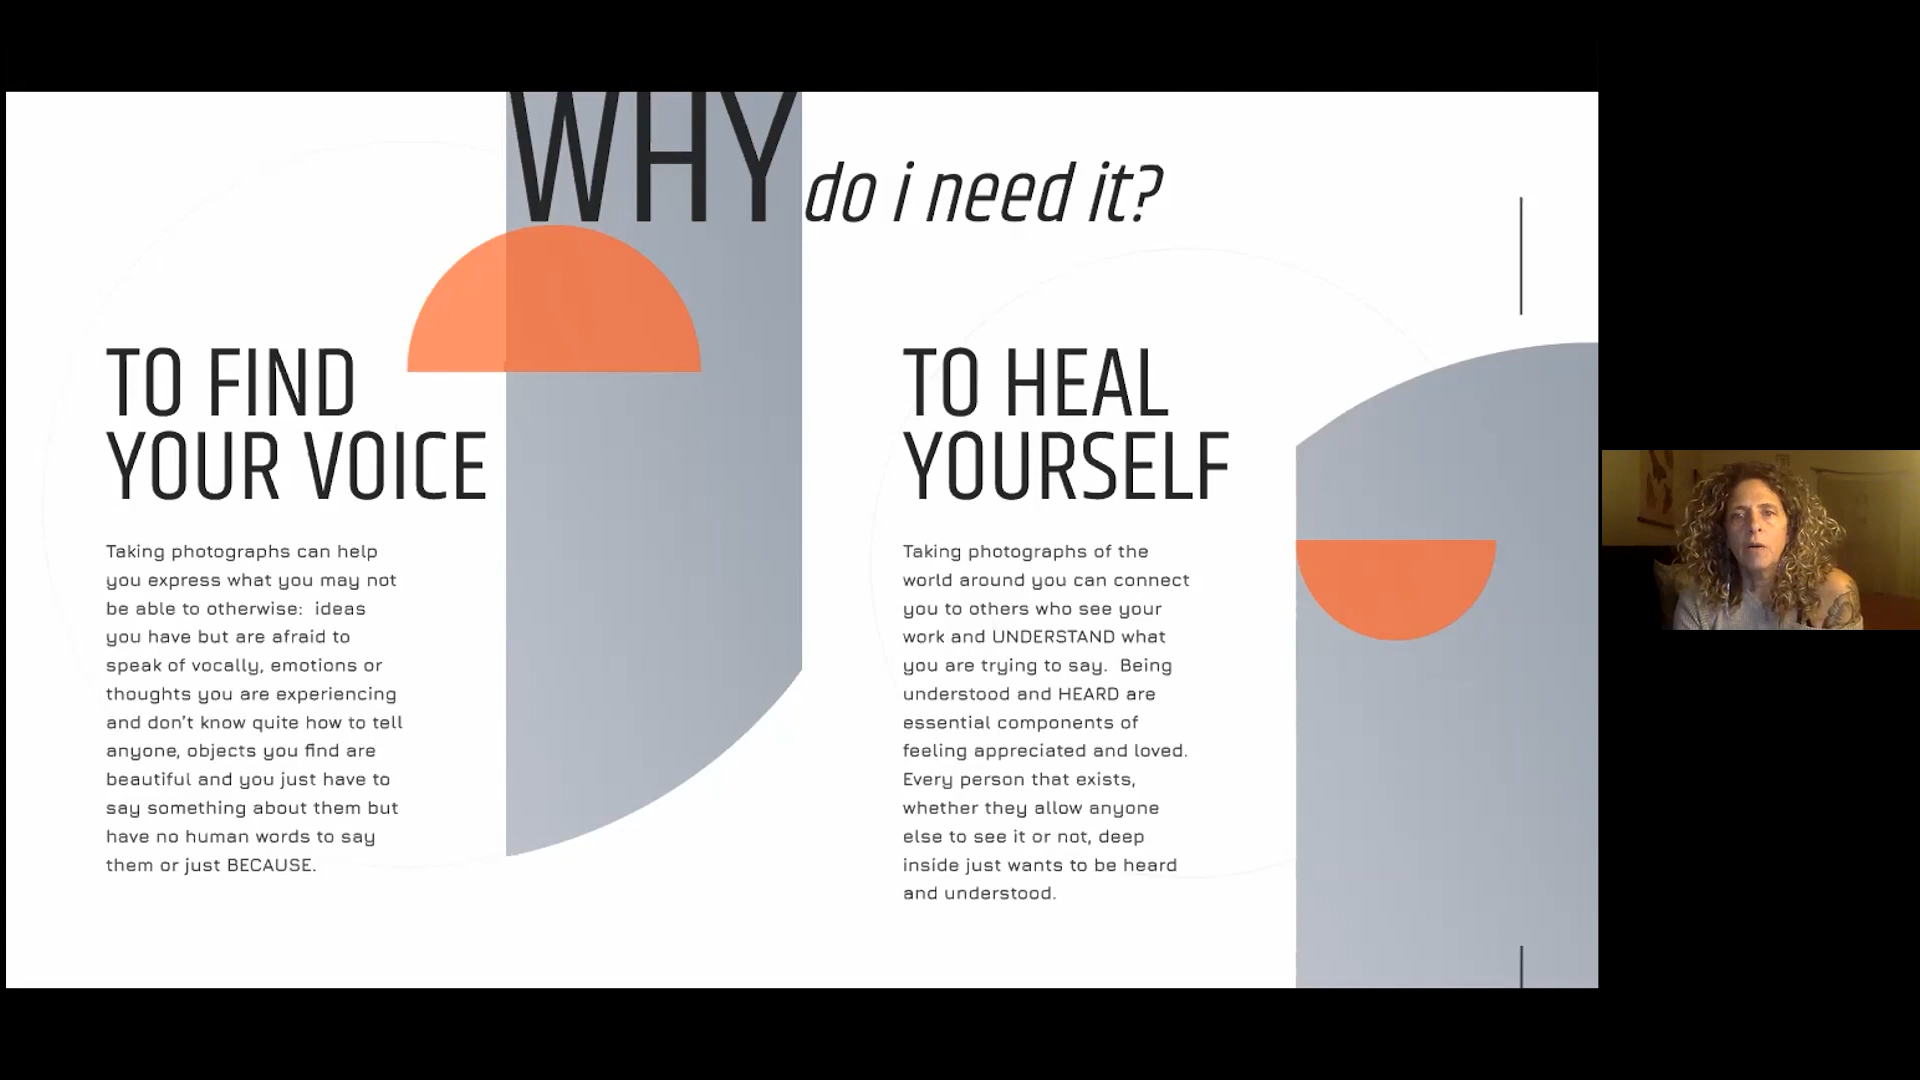 WHY do i need it?
TO FIND
YOUR VOICE
Taking photographs can help
you express what you may not
be able to otherwise:  ideas
you have but are afraid to
speak of vocally, emotions or
thoughts you are experiencing
and don't know quite how to tell
anyone, objects you find are
beautiful and you just have to
say something about them but
have no human words to say
them or just BECAUSE.
TO HEAL
YOURSELF
Taking photographs of the
world around you can connect
you to others who see your
work and UNDERSTAND what
you are trying to say.  Being
understood and HEARD are
essential components of
feeling appreciated and loved.
Every person that exists,
whether they allow anyone
else to see it or not, deep
inside just wants to be heard
and understood.